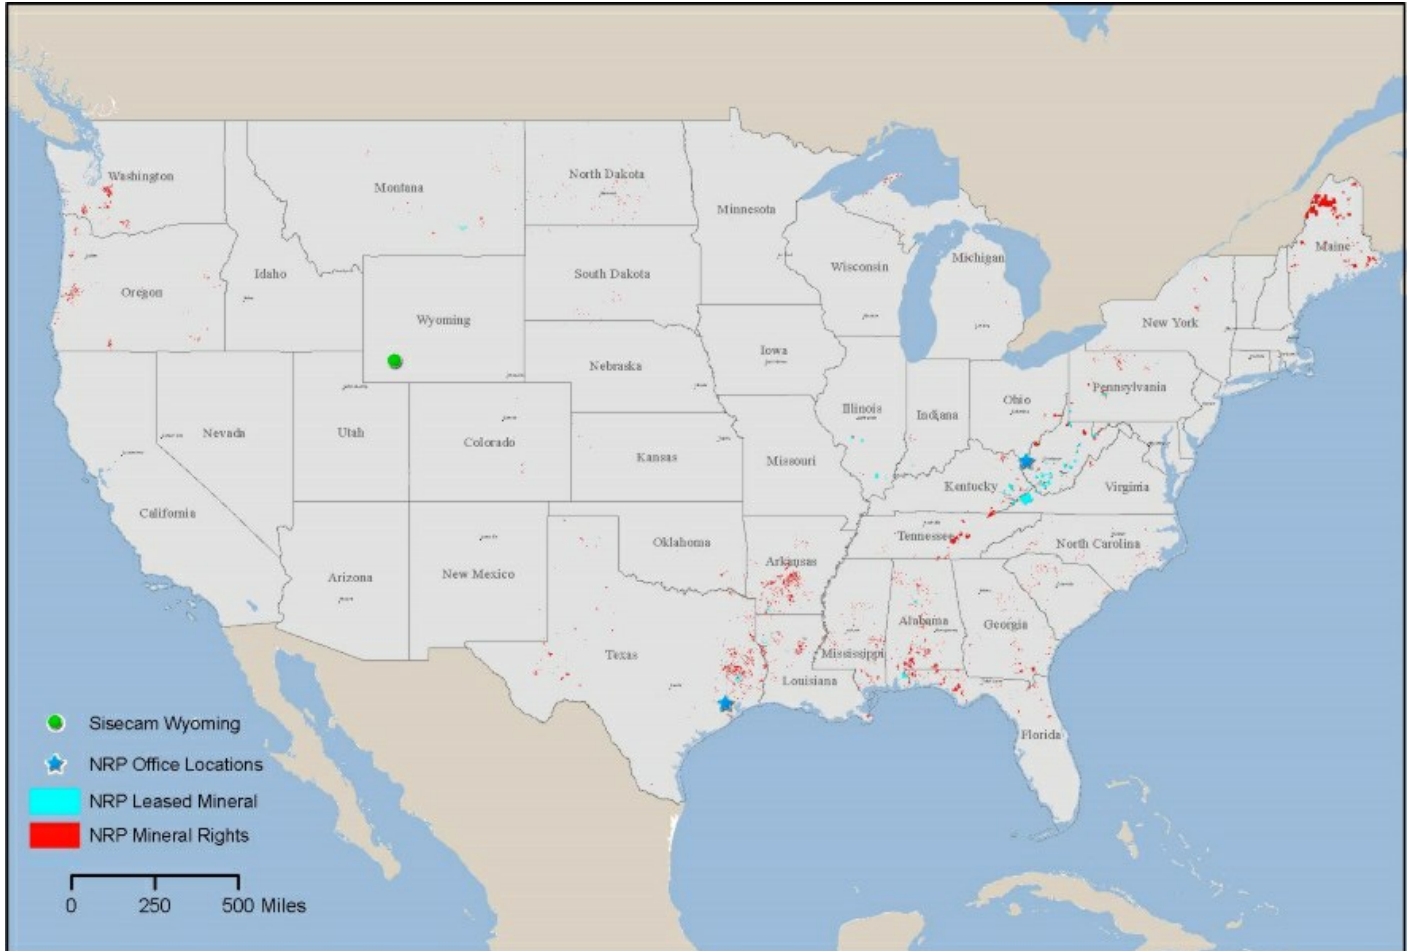 Washington
Montana
North Dakota
Minnesota
Maine
Idaho
South Dakota
Wisconsin
Michigan
Oregon
Wyoming
New York
Nebraska
Iowa
Pennsylvania
Illinois
Indiana
Ohio
Nevada
Utah
Colorado
Kansas
Missouri
Kentucky
Virginia
California
Oklahoma
Tennessee
North Carolina
Arizona
New Mexico
Arkansas
Alabama
Georgia
Texas
Mississippi
Louisiana
Florida
Sisecam Wyoming
NRP Office Locations
NRP Leased Mineral
NRP Mineral Rights
0 250 500 Miles